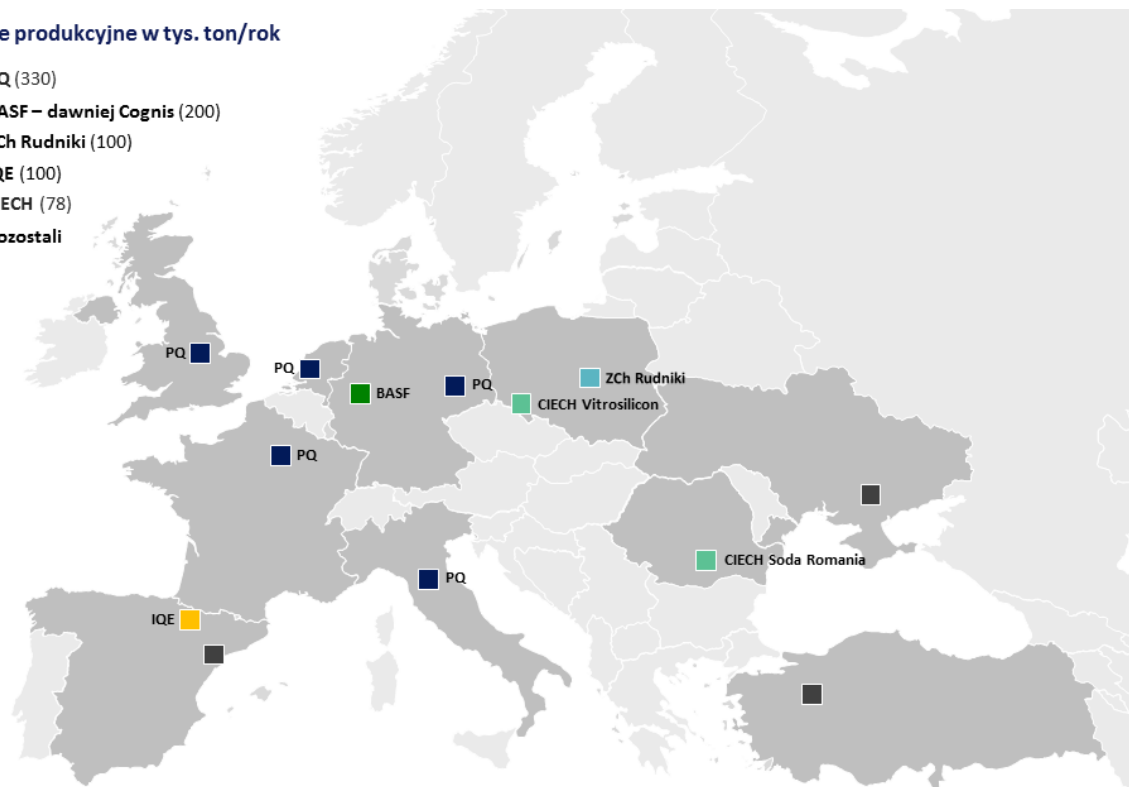 e produkcyjne w tys. ton/rok
Q (330)
ASF – dawniej Cognis (200)
Ch Rudniki (100)
QE (100)
IECH (78)
ozostali
PQ
PQ
BASF
PQ
ZCh Rudniki
CIECH Vitrosilicon
PQ
CIECH Soda Romania
PQ
IQE